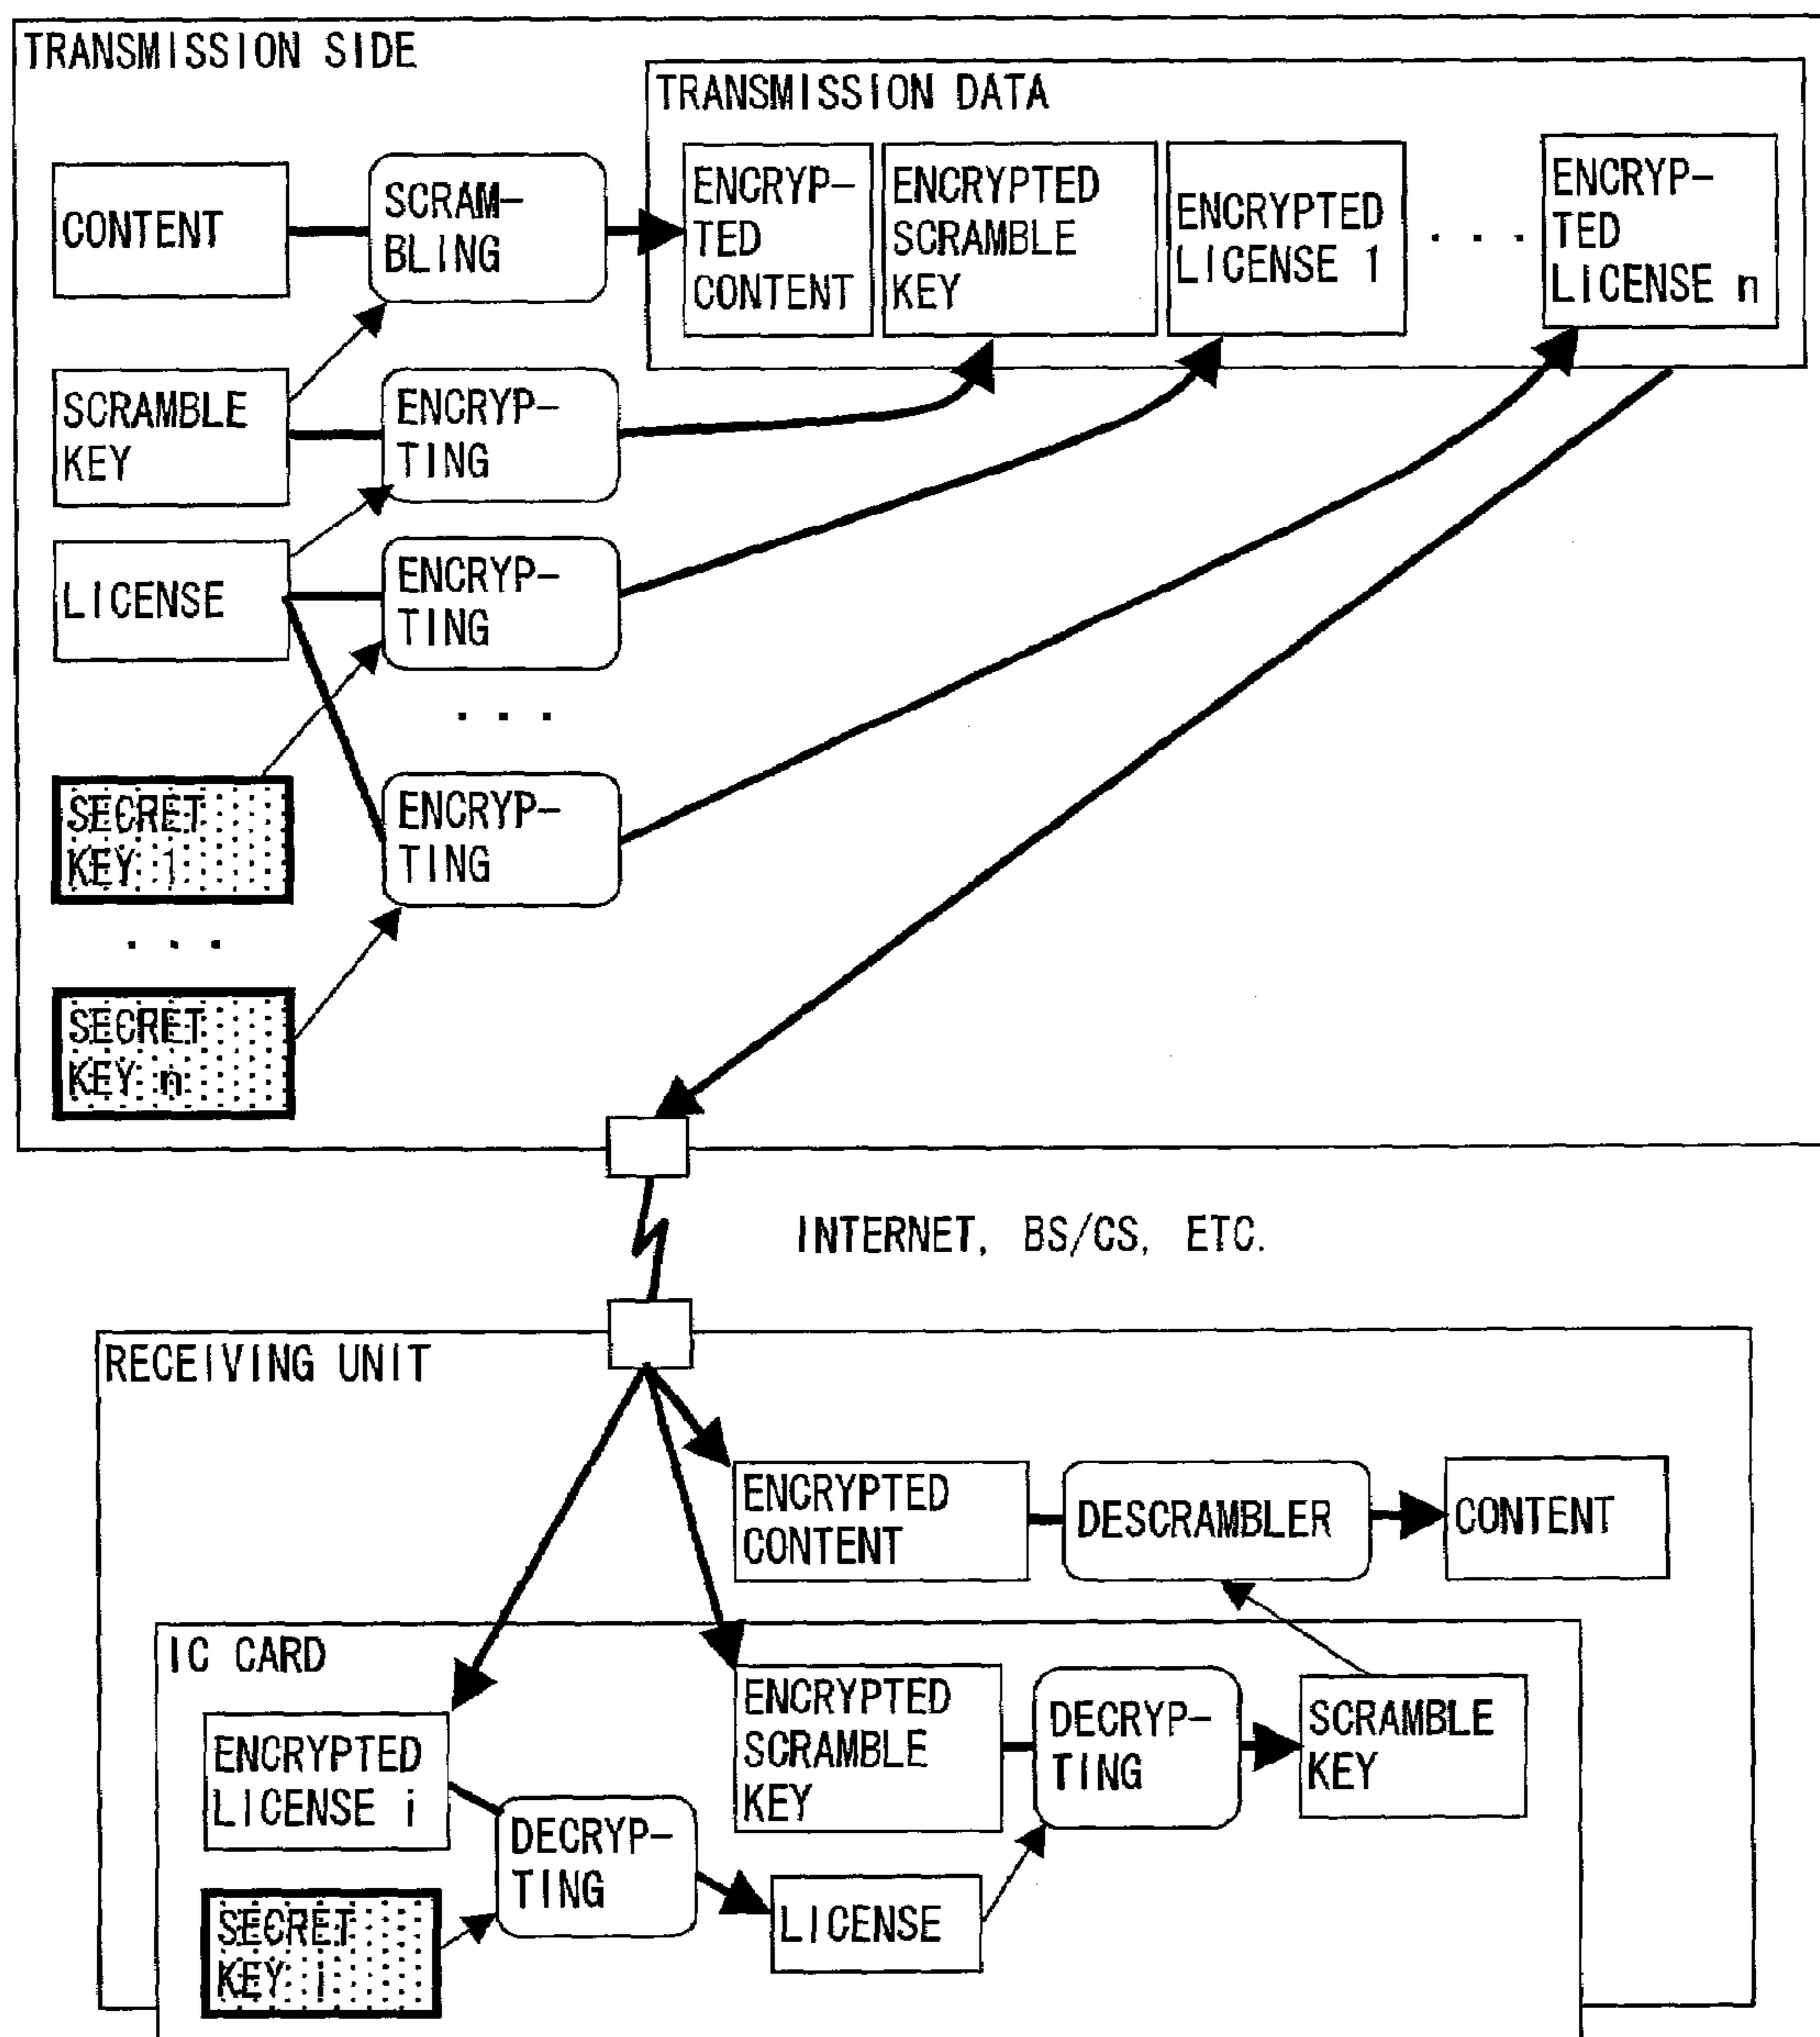 TRANSMISSION SIDE
TRANSMISSION DATA
CONTENT
SCRAM-
BLING
ENCRYP-
TED
CONTENT
ENCRYPTED
SCRAMBLE
KEY
ENCRYPTED
LICENSE 1
. . .
ENCRYP-
TED
LICENSE n
SCRAMBLE
KEY
ENCRYP-
TING
LICENSE
ENCRYP-
TING
. . .
SECRET
KEY 1
ENCRYP-
TING
. . .
SECRET
KEY n
INTERNET, BS/CS, ETC.
RECEIVING UNIT
ENCRYPTED
CONTENT
DESCRAMBLER
CONTENT
IC CARD
ENCRYPTED
LICENSE i
ENCRYPTED
SCRAMBLE
KEY
DECRYP-
TING
SCRAMBLE
KEY
DECRYP-
TING
SECRET
KEY i
LICENSE